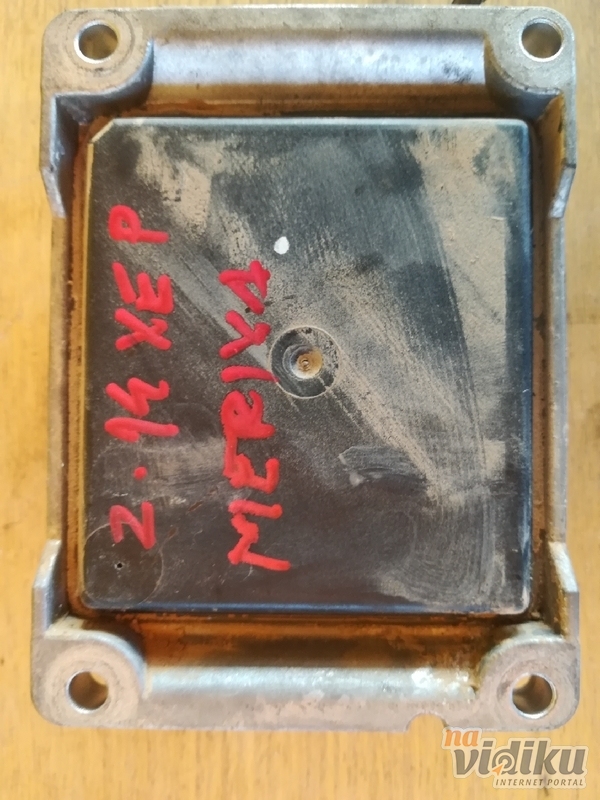 Z.14 XEP
MERIVA
na
vidiku
INTERNET PORTAL